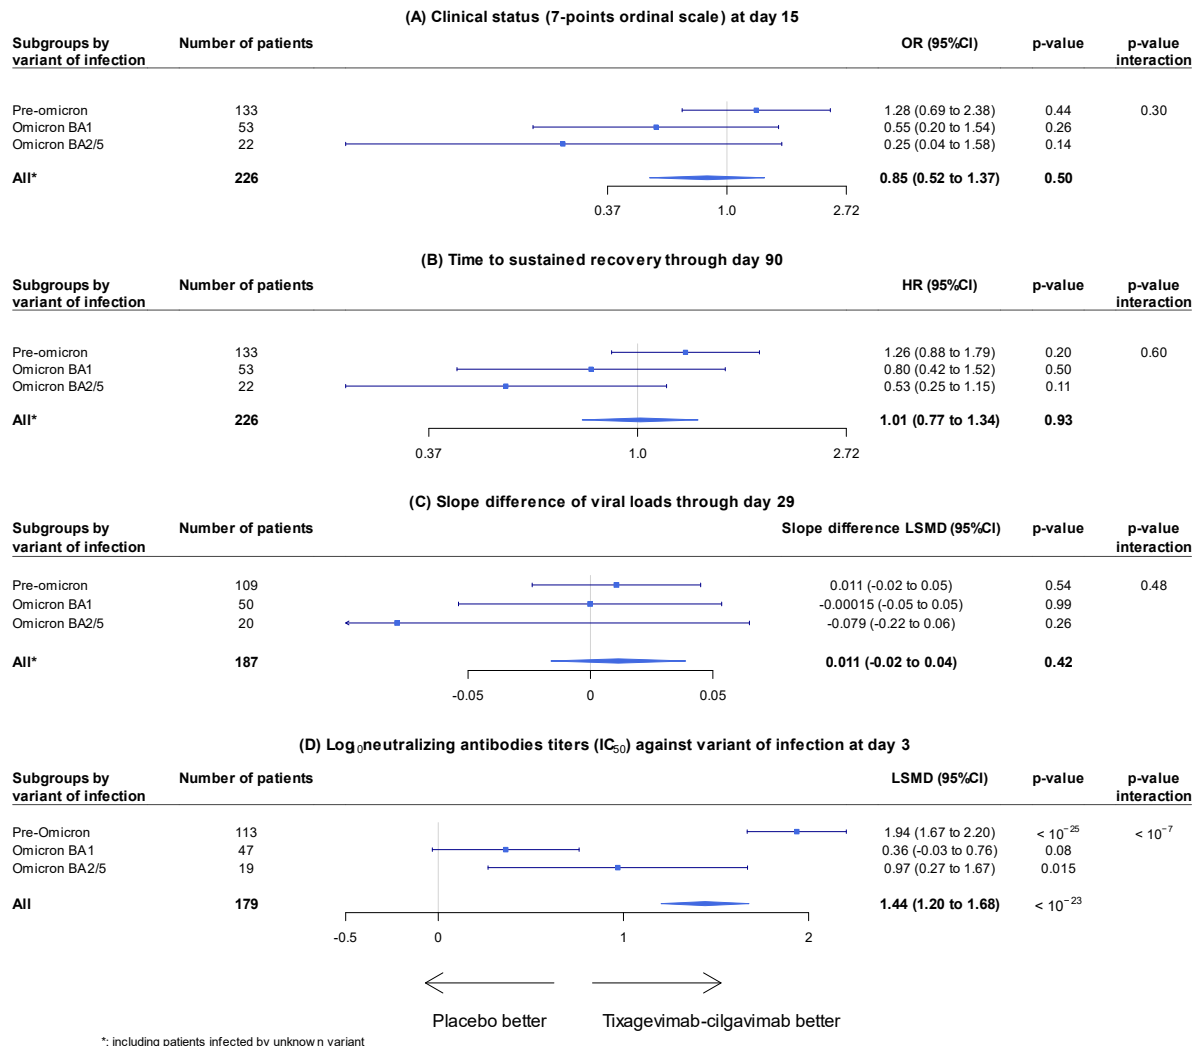 (A) Clinical status (7-points ordinal scale) at day 15
Subgroups by variant of infection Number of patients OR (95%CI) p-value p-value interaction
Pre-omicron 133 1.28 (0.69 to 2.38) 0.44 0.30
Omicron BA1 53 0.55 (0.20 to 1.54) 0.26
Omicron BA2/5 22 0.25 (0.04 to 1.58) 0.14
All* 226 0.85 (0.52 to 1.37) 0.50
0.37 1.0 2.72
(B) Time to sustained recovery through day 90
Subgroups by variant of infection Number of patients HR (95%CI) p-value p-value interaction
Pre-omicron 133 1.26 (0.88 to 1.79) 0.20 0.60
Omicron BA1 53 0.80 (0.42 to 1.52) 0.50
Omicron BA2/5 22 0.53 (0.25 to 1.15) 0.11
All* 226 1.01 (0.77 to 1.34) 0.93
0.37 1.0 2.72
(C) Slope difference of viral loads through day 29
Subgroups by variant of infection Number of patients Slope difference LSMD (95%CI) p-value p-value interaction
Pre-omicron 109 0.011 (-0.02 to 0.05) 0.54 0.48
Omicron BA1 50 -0.00015 (-0.05 to 0.05) 0.99
Omicron BA2/5 20 -0.079 (-0.22 to 0.06) 0.26
All* 187 0.011 (-0.02 to 0.04) 0.42
-0.05 0 0.05
(D) Log₁₀neutralizing antibodies titers (IC₅₀) against variant of infection at day 3
Subgroups by variant of infection Number of patients LSMD (95%CI) p-value p-value interaction
Pre-Omicron 113 1.94 (1.67 to 2.20) < 10⁻²⁵ < 10⁻⁷
Omicron BA1 47 0.36 (-0.03 to 0.76) 0.08
Omicron BA2/5 19 0.97 (0.27 to 1.67) 0.015
All 179 1.44 (1.20 to 1.68) < 10⁻²³
-0.5 0 1 2
Placebo better Tixagevimab-cilgavimab better
*: including patients infected by unknown variant